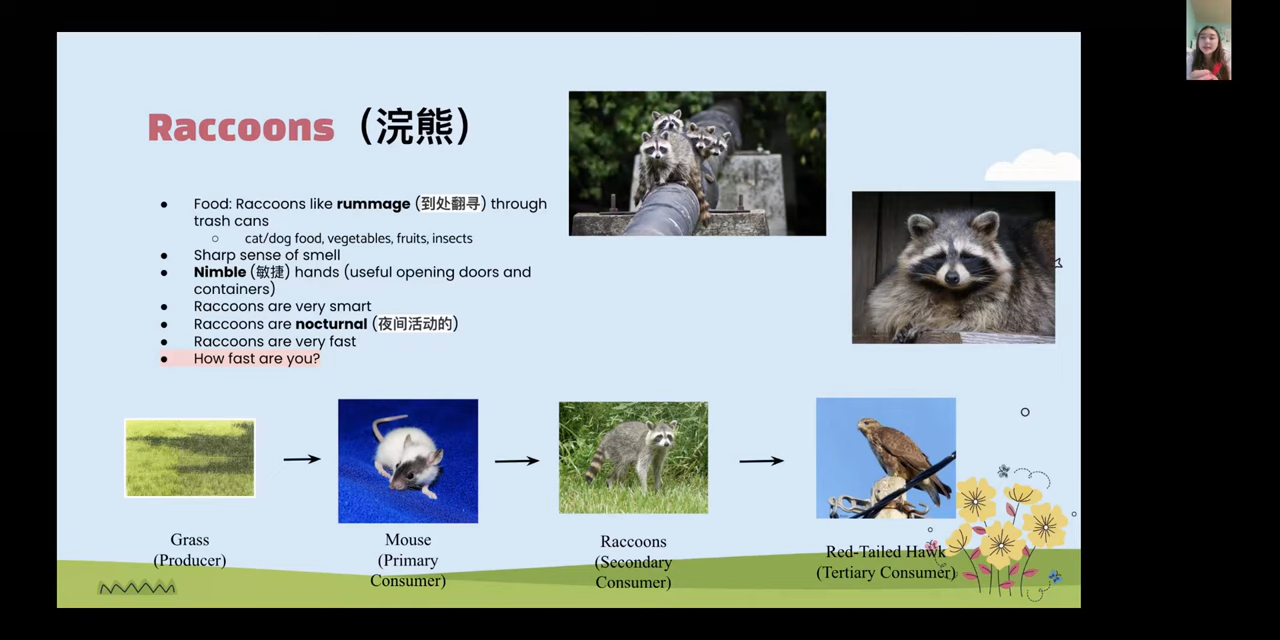 Raccoons（浣熊）
● Food: Raccoons like rummage (到处翻寻) through
trash cans
○ cat/dog food, vegetables, fruits, insects
● Sharp sense of smell
● Nimble (敏捷) hands (useful opening doors and
containers)
● Raccoons are very smart
● Raccoons are nocturnal (夜间活动的)
● Raccoons are very fast
● How fast are you?
Grass
(Producer)
Mouse
(Primary
Consumer)
Raccoons
(Secondary
Consumer)
Red-Tailed Hawk
(Tertiary Consumer)